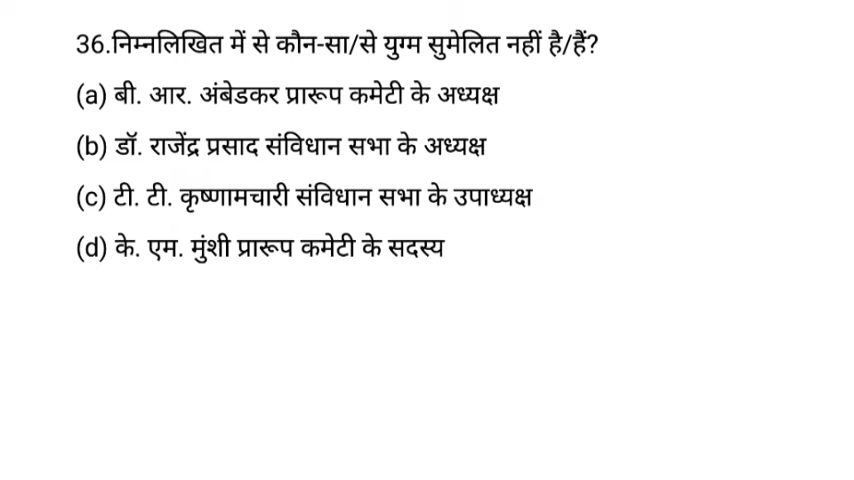 36.निम्नलिखित में से कौन-सा/से युग्म सुमेलित नहीं है/हैं?
(a) बी. आर. अंबेडकर प्रारूप कमेटी के अध्यक्ष
(b) डॉ. राजेंद्र प्रसाद संविधान सभा के अध्यक्ष
(c) टी. टी. कृष्णामचारी संविधान सभा के उपाध्यक्ष
(d) के. एम. मुंशी प्रारूप कमेटी के सदस्य